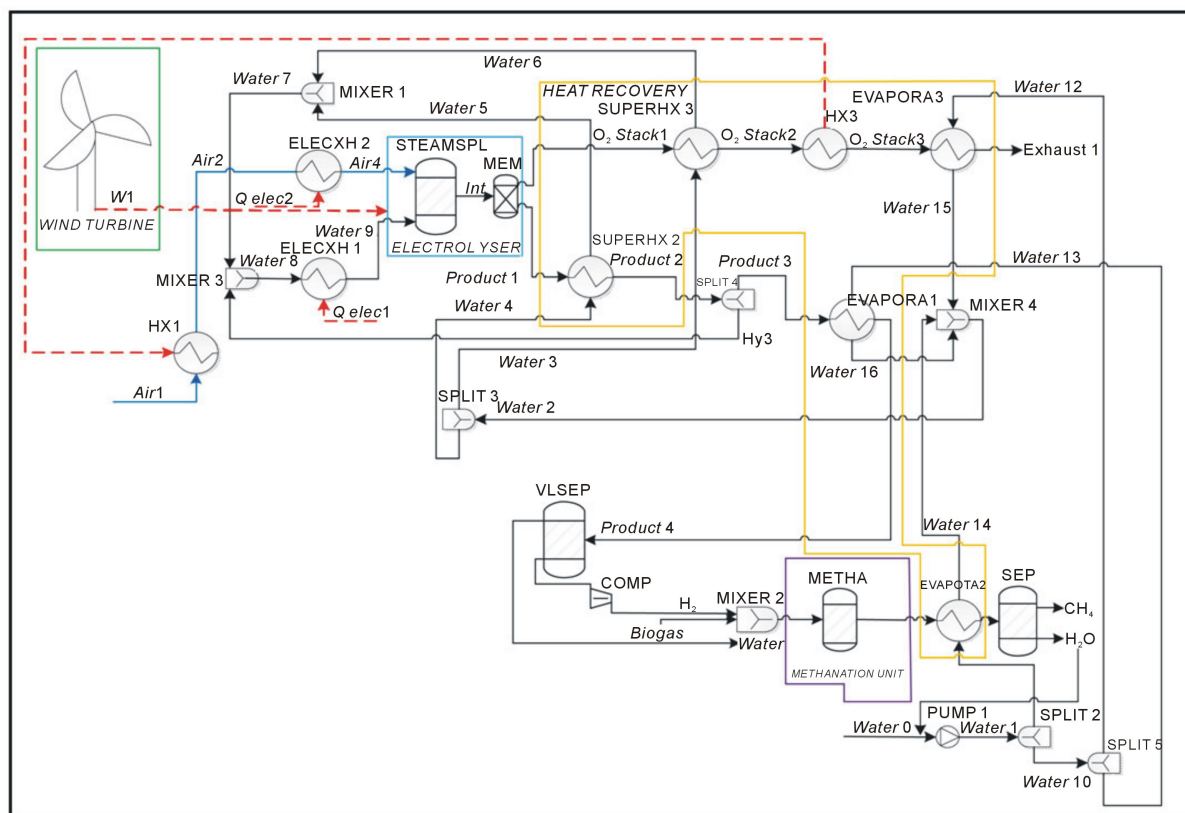 Water 6
Water 7
MIXER 1
HEAT RECOVERY
SUPERHX 3
EVAPORA3
Water 12
Water 5
HX3
O2 Stack1
O2 Stack2
O2 Stack3
Exhaust 1
ELECXH 2
STEAMSPL
MEM
Air2
Air4
Int
W1
Q elec2
WIND TURBINE
Water 9
ELECTROLYSER
Water 15
SUPERHX 2
ELECXH 1
Water 8
MIXER 3
Product 1
Product 2
Product 3
Water 13
SPLIT 4
Water 4
EVAPORA1
MIXER 4
Q elec1
HX1
Hy3
Water 3
Water 16
Air1
SPLIT 3
Water 2
VLSEP
Product 4
Water 14
COMP
METHA
EVAPOTA2
SEP
H2
MIXER 2
CH4
Biogas
Water
H2O
METHANATION UNIT
PUMP 1
SPLIT 2
Water 0
Water 1
SPLIT 5
Water 10